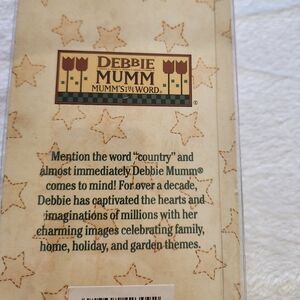 DEBBIE
MUMM
MUMM'S THE WORD®
Mention the word "country" and
almost immediately Debbie Mumm®
comes to mind! For over a decade,
Debbie has captivated the hearts and
imaginations of millions with her
charming images celebrating family,
home, holiday, and garden themes.